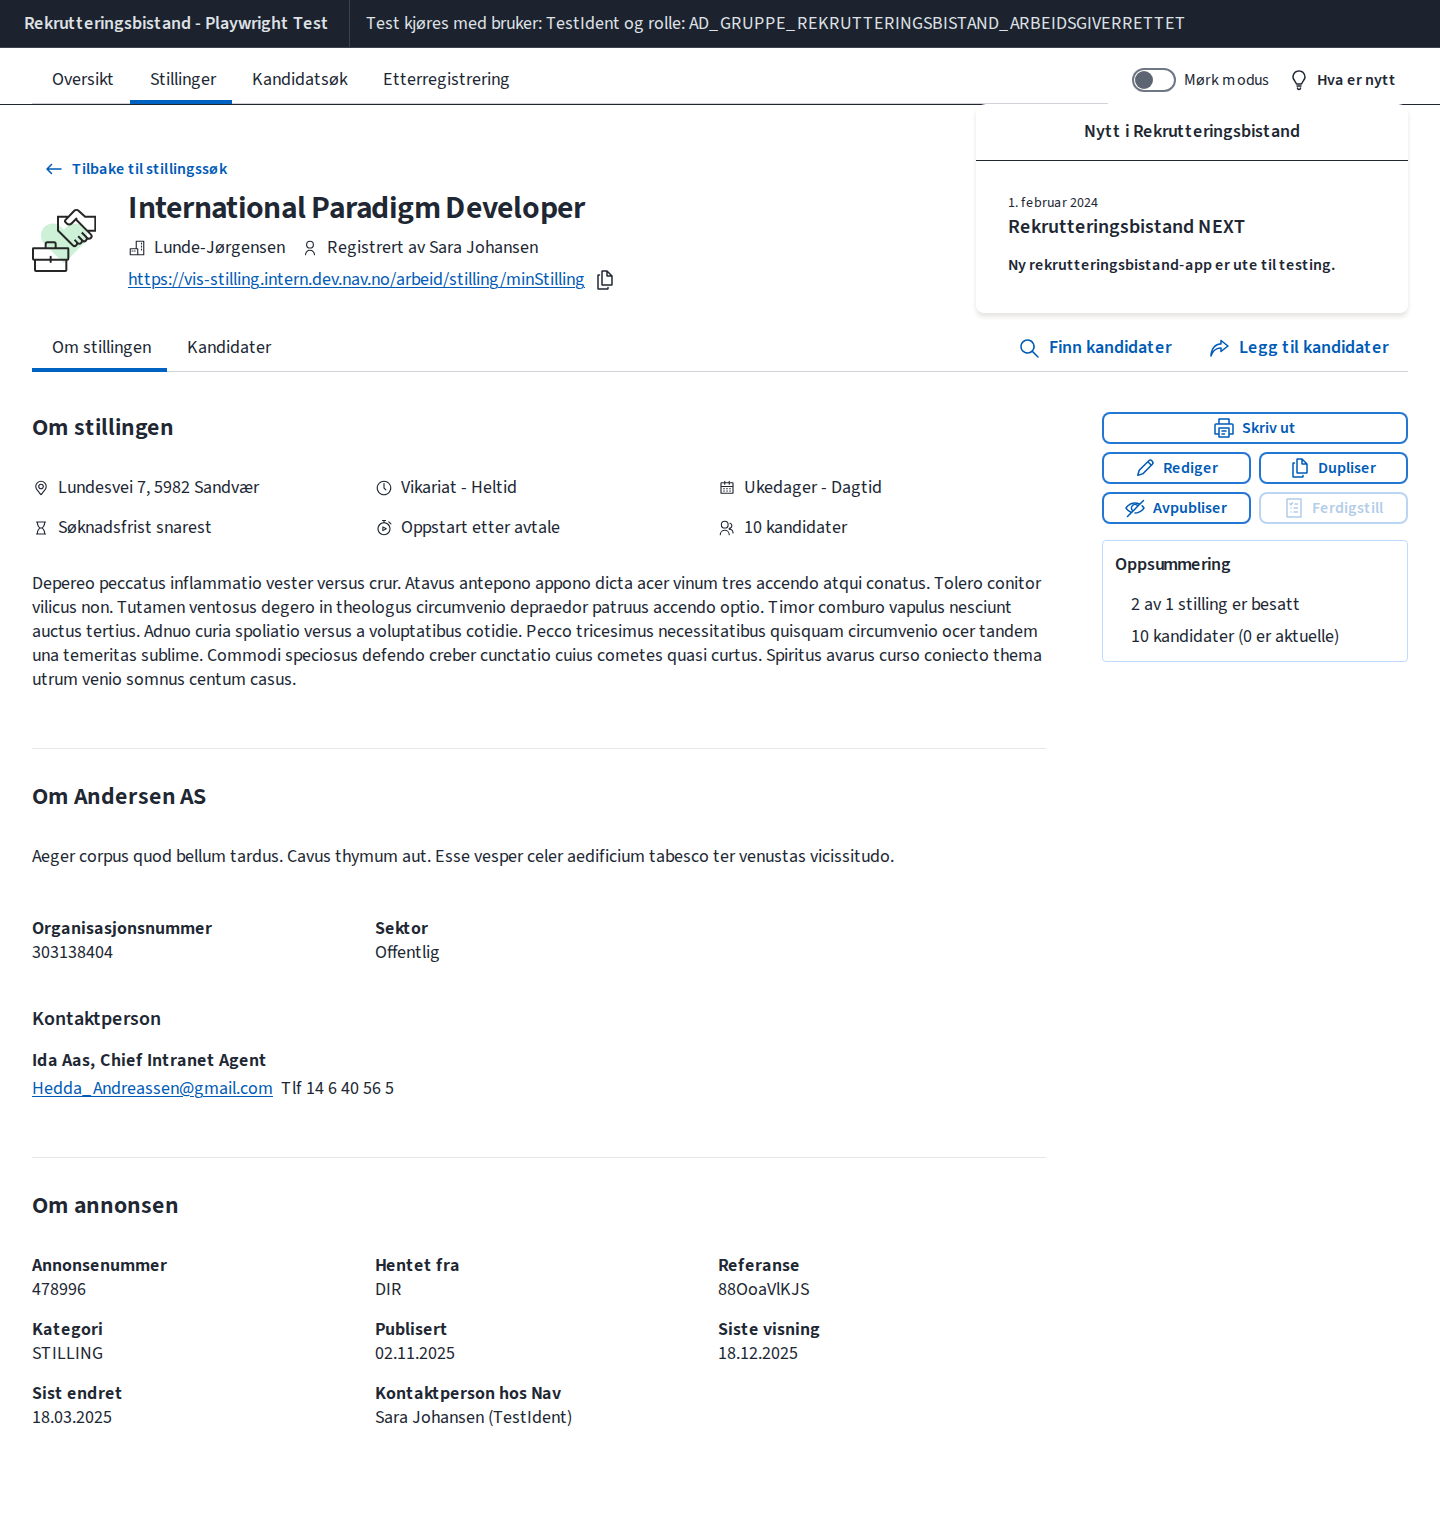 Rekrutteringsbistand - Playwright Test
Test kjøres med bruker: TestIdent og rolle: AD_GRUPPE_REKRUTTERINGSBISTAND_ARBEIDSGIVERRETTET
Oversikt
Stillinger
Kandidatsøk
Etterregistrering
Mørk modus
Hva er nytt
Nytt i Rekrutteringsbistand
1. februar 2024
Rekrutteringsbistand NEXT
Ny rekrutteringsbistand-app er ute til testing.
Tilbake til stillingssøk
International Paradigm Developer
Lunde-Jørgensen
Registrert av Sara Johansen
https://vis-stilling.intern.dev.nav.no/arbeid/stilling/minStilling
Om stillingen
Kandidater
Finn kandidater
Legg til kandidater
Om stillingen
Lundesvei 7, 5982 Sandvær
Vikariat - Heltid
Ukedager - Dagtid
Søknadsfrist snarest
Oppstart etter avtale
10 kandidater
Depereo peccatus inflammatio vester versus crur. Atavus antepono appono dicta acer vinum tres accendo atqui conatus. Tolero conitor
vilicus non. Tutamen ventosus degero in theologus circumvenio depraedor patruus accendo optio. Timor comburo vapulus nesciunt
auctus tertius. Adnuo curia spoliatio versus a voluptatibus cotidie. Pecco tricesimus necessitatibus quisquam circumvenio ocer tandem
una temeritas sublime. Commodi speciosus defendo creber cunctatio cuius cometes quasi curtus. Spiritus avarus curso coniecto thema
utrum venio somnus centum casus.
Skriv ut
Rediger
Dupliser
Avpubliser
Ferdigstill
Oppsummering
2 av 1 stilling er besatt
10 kandidater (0 er aktuelle)
Om Andersen AS
Aeger corpus quod bellum tardus. Cavus thymum aut. Esse vesper celer aedificium tabesco ter venustas vicissitudo.
Organisasjonsnummer
303138404
Sektor
Offentlig
Kontaktperson
Ida Aas, Chief Intranet Agent
Hedda_Andreassen@gmail.com Tlf 14 6 40 56 5
Om annonsen
Annonsenummer
478996
Hentet fra
DIR
Referanse
88OoaVlKJS
Kategori
STILLING
Publisert
02.11.2025
Siste visning
18.12.2025
Sist endret
18.03.2025
Kontaktperson hos Nav
Sara Johansen (TestIdent)